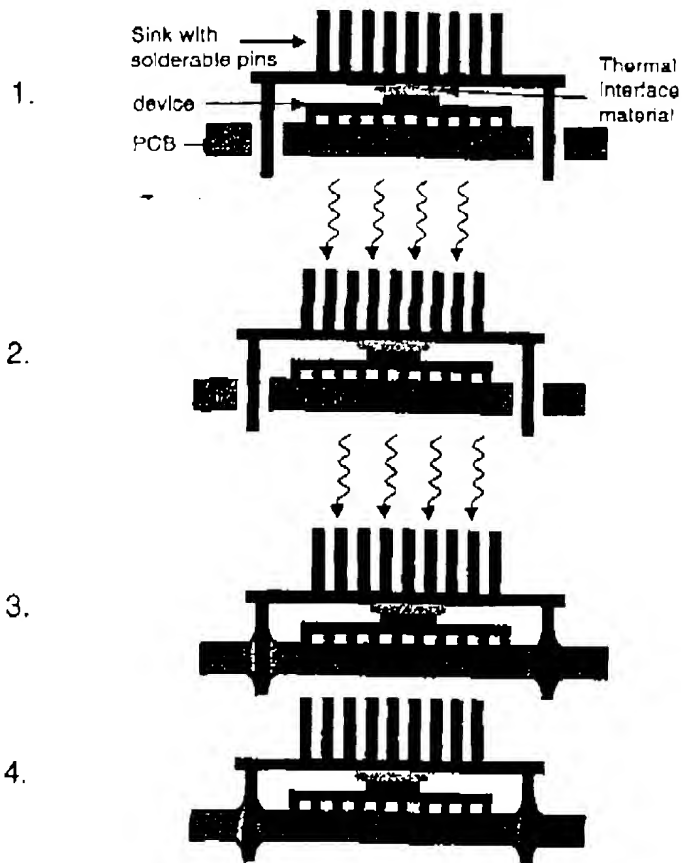 Sink with
solderable pins
Thermal
interface
material
1.
device
PCB
2.
3.
4.